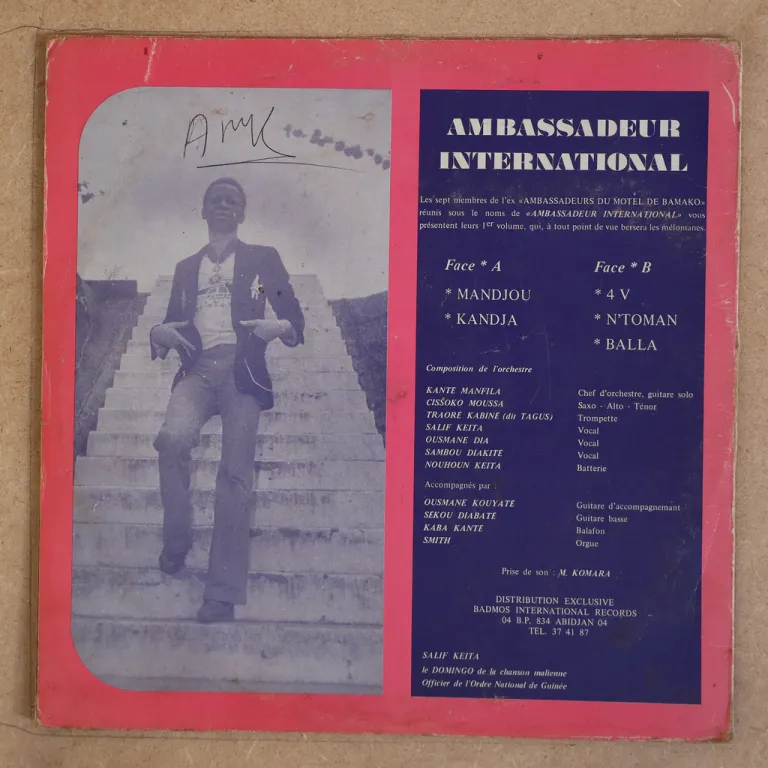 AmK
AMBASSADEUR
INTERNATIONAL
Les sept membres de l'ex «AMBASSADEURS DU MOTEL DE BAMAKO»
réunis sous le noms de «AMBASSADEUR INTERNATIONAL» vous
présentent leurs 1er volume, qui, à tout point de vue bersera les mélomanes.
Face * A
* MANDJOU
* KANDJA
Face * B
* 4 V
* N'TOMAN
* BALLA
Composition de l'orchestre
KANTE MANFILA Chef d'orchestre, guitare solo
CISSOKO MOUSSA Saxo - Alto - Ténor
TRAORE KABINE (dit TAGUS) Trompette
SALIF KEITA Vocal
OUSMANE DIA Vocal
SAMBOU DIAKITE Vocal
NOUHOUN KEITA Batterie
Accompagnés par :
OUSMANE KOUYATE Guitare d'accompagnemant
SEKOU DIABATE Guitare basse
KABA KANTE Balafon
SMITH Orgue
Prise de son : M. KOMARA
DISTRIBUTION EXCLUSIVE
BADMOS INTERNATIONAL RECORDS
04 B.P. 834 ABIDJAN 04
TEL. 37 41 87
SALIF KEITA
le DOMINGO de la chanson malienne
Officier de l'Ordre National de Guinée